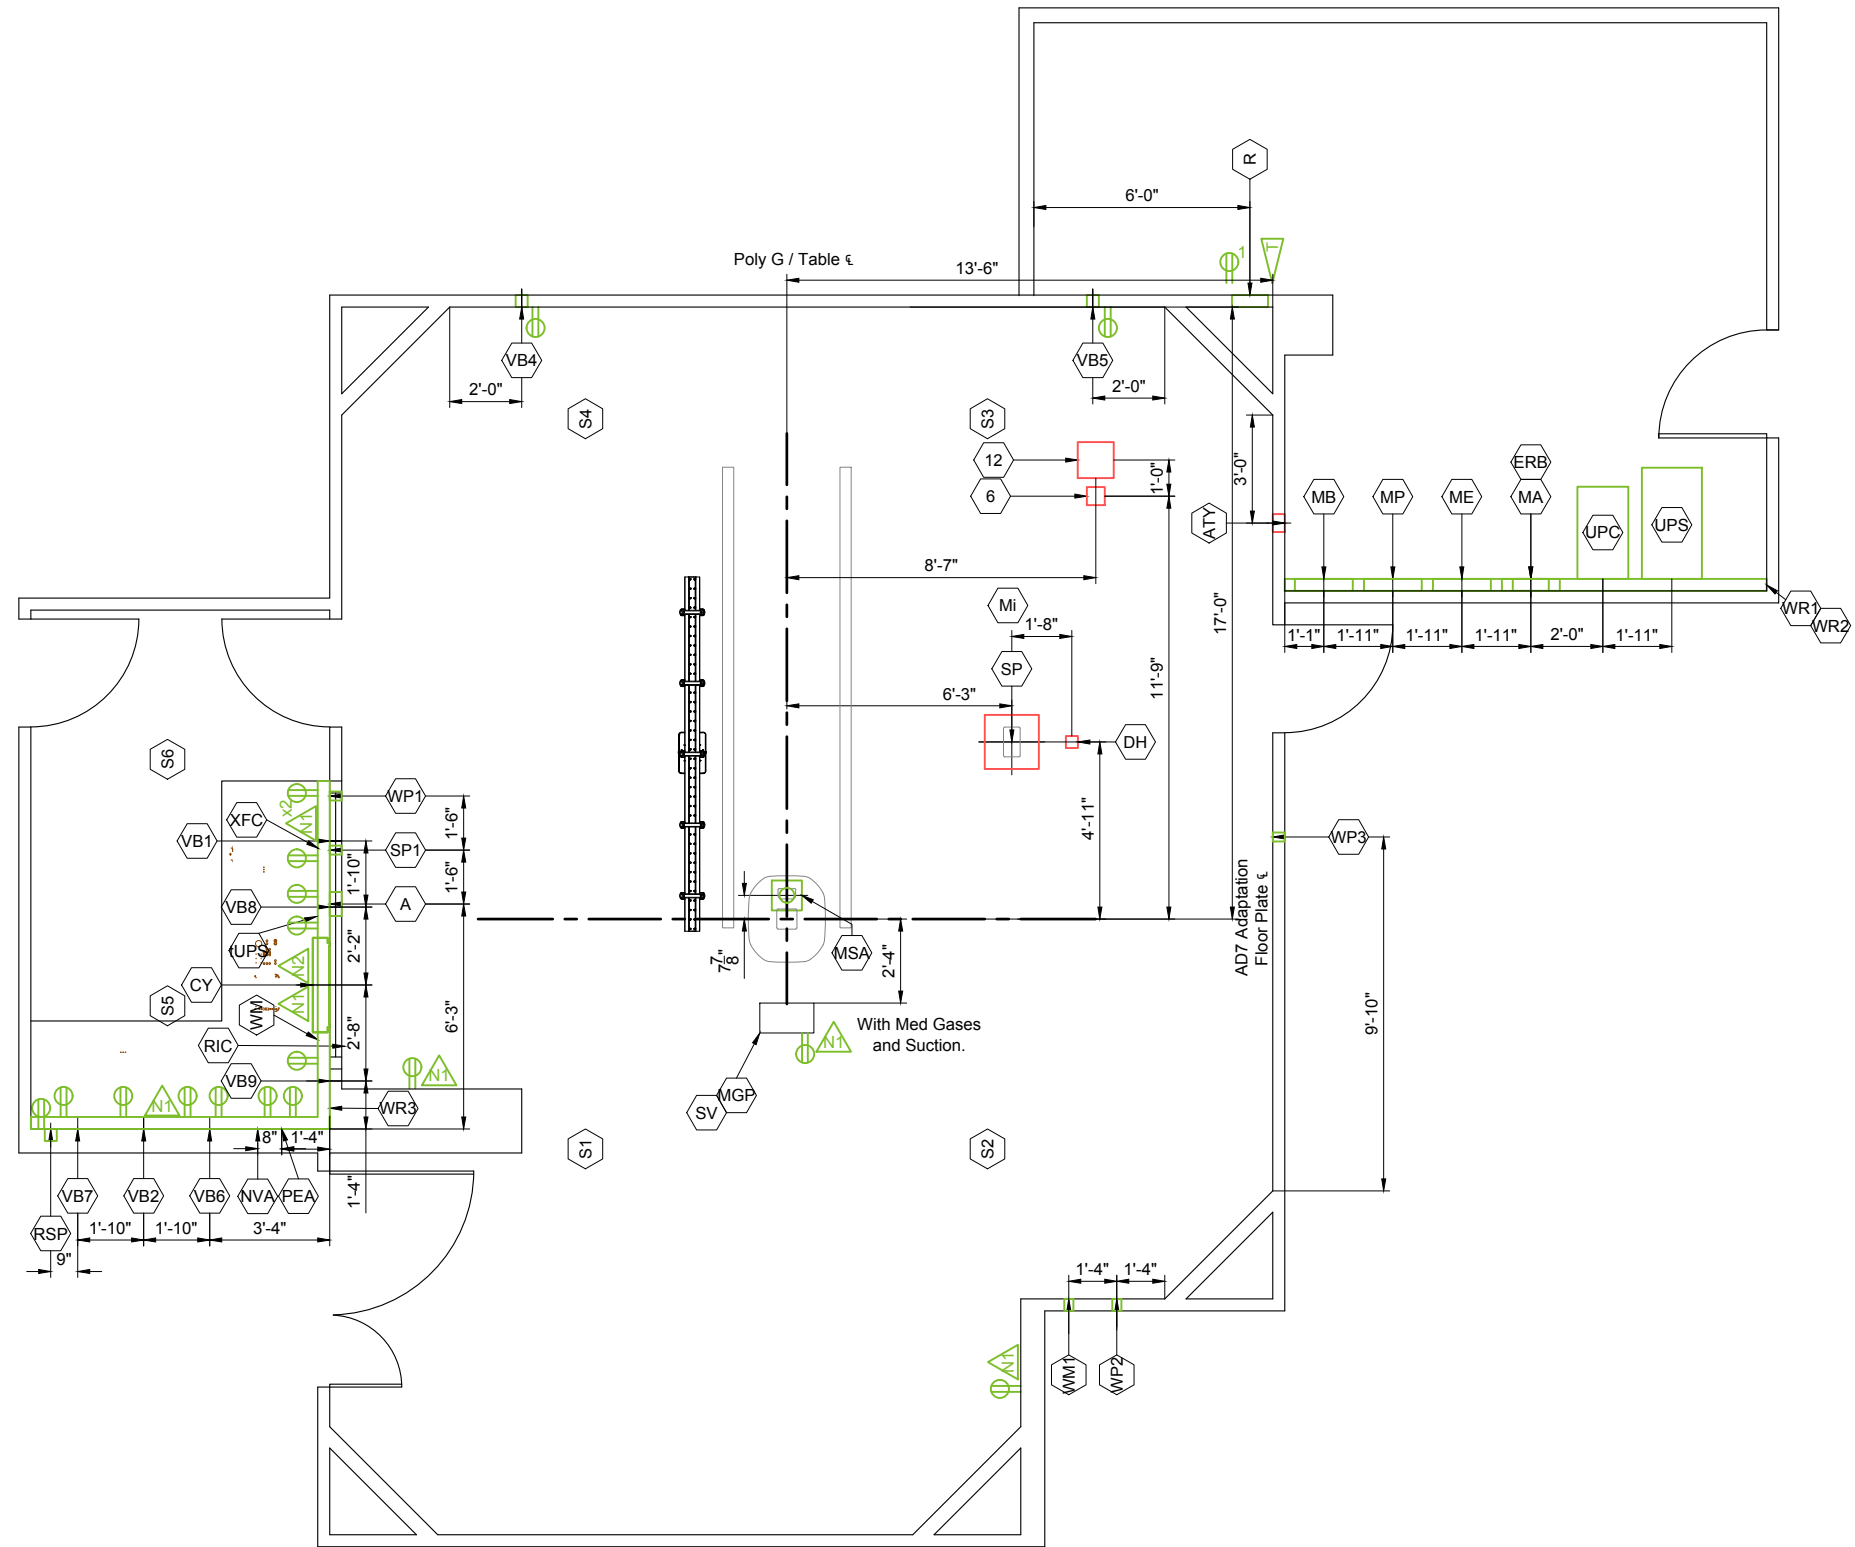 R
6'-0"
Poly G / Table ℄
13'-6"
1
T
VB4
VB5
2'-0"
2'-0"
S4
S3
12
6
1'-0"
3'-0"
ATY
MB
MP
ME
ERB
MA
UPC
UPS
8'-7"
Mi
1'-8"
SP
17'-0"
11'-9"
6'-3"
DH
4'-11"
WR1
WR2
1'-1"
1'-11"
1'-11"
1'-11"
2'-0"
1'-11"
S6
x2
N1
XFC
VB1
WP1
1'-6"
SP1
1'-10"
1'-6"
A
VB8
tUPS
2'-2"
N2
CY
N1
S5
WM
RIC
2'-8"
6'-3"
VB9
WR3
N1
N1
8"
1'-4"
1'-4"
VB7
VB2
VB6
NVA
PEA
RSP
1'-10"
1'-10"
3'-4"
9"
7 7/8"
MSA
2'-4"
With Med Gases
and Suction.
N1
MGP
SV
AD7 Adaptation
Floor Plate ℄
WP3
9'-10"
S1
S2
1'-4"
1'-4"
N1
WM1
WP2